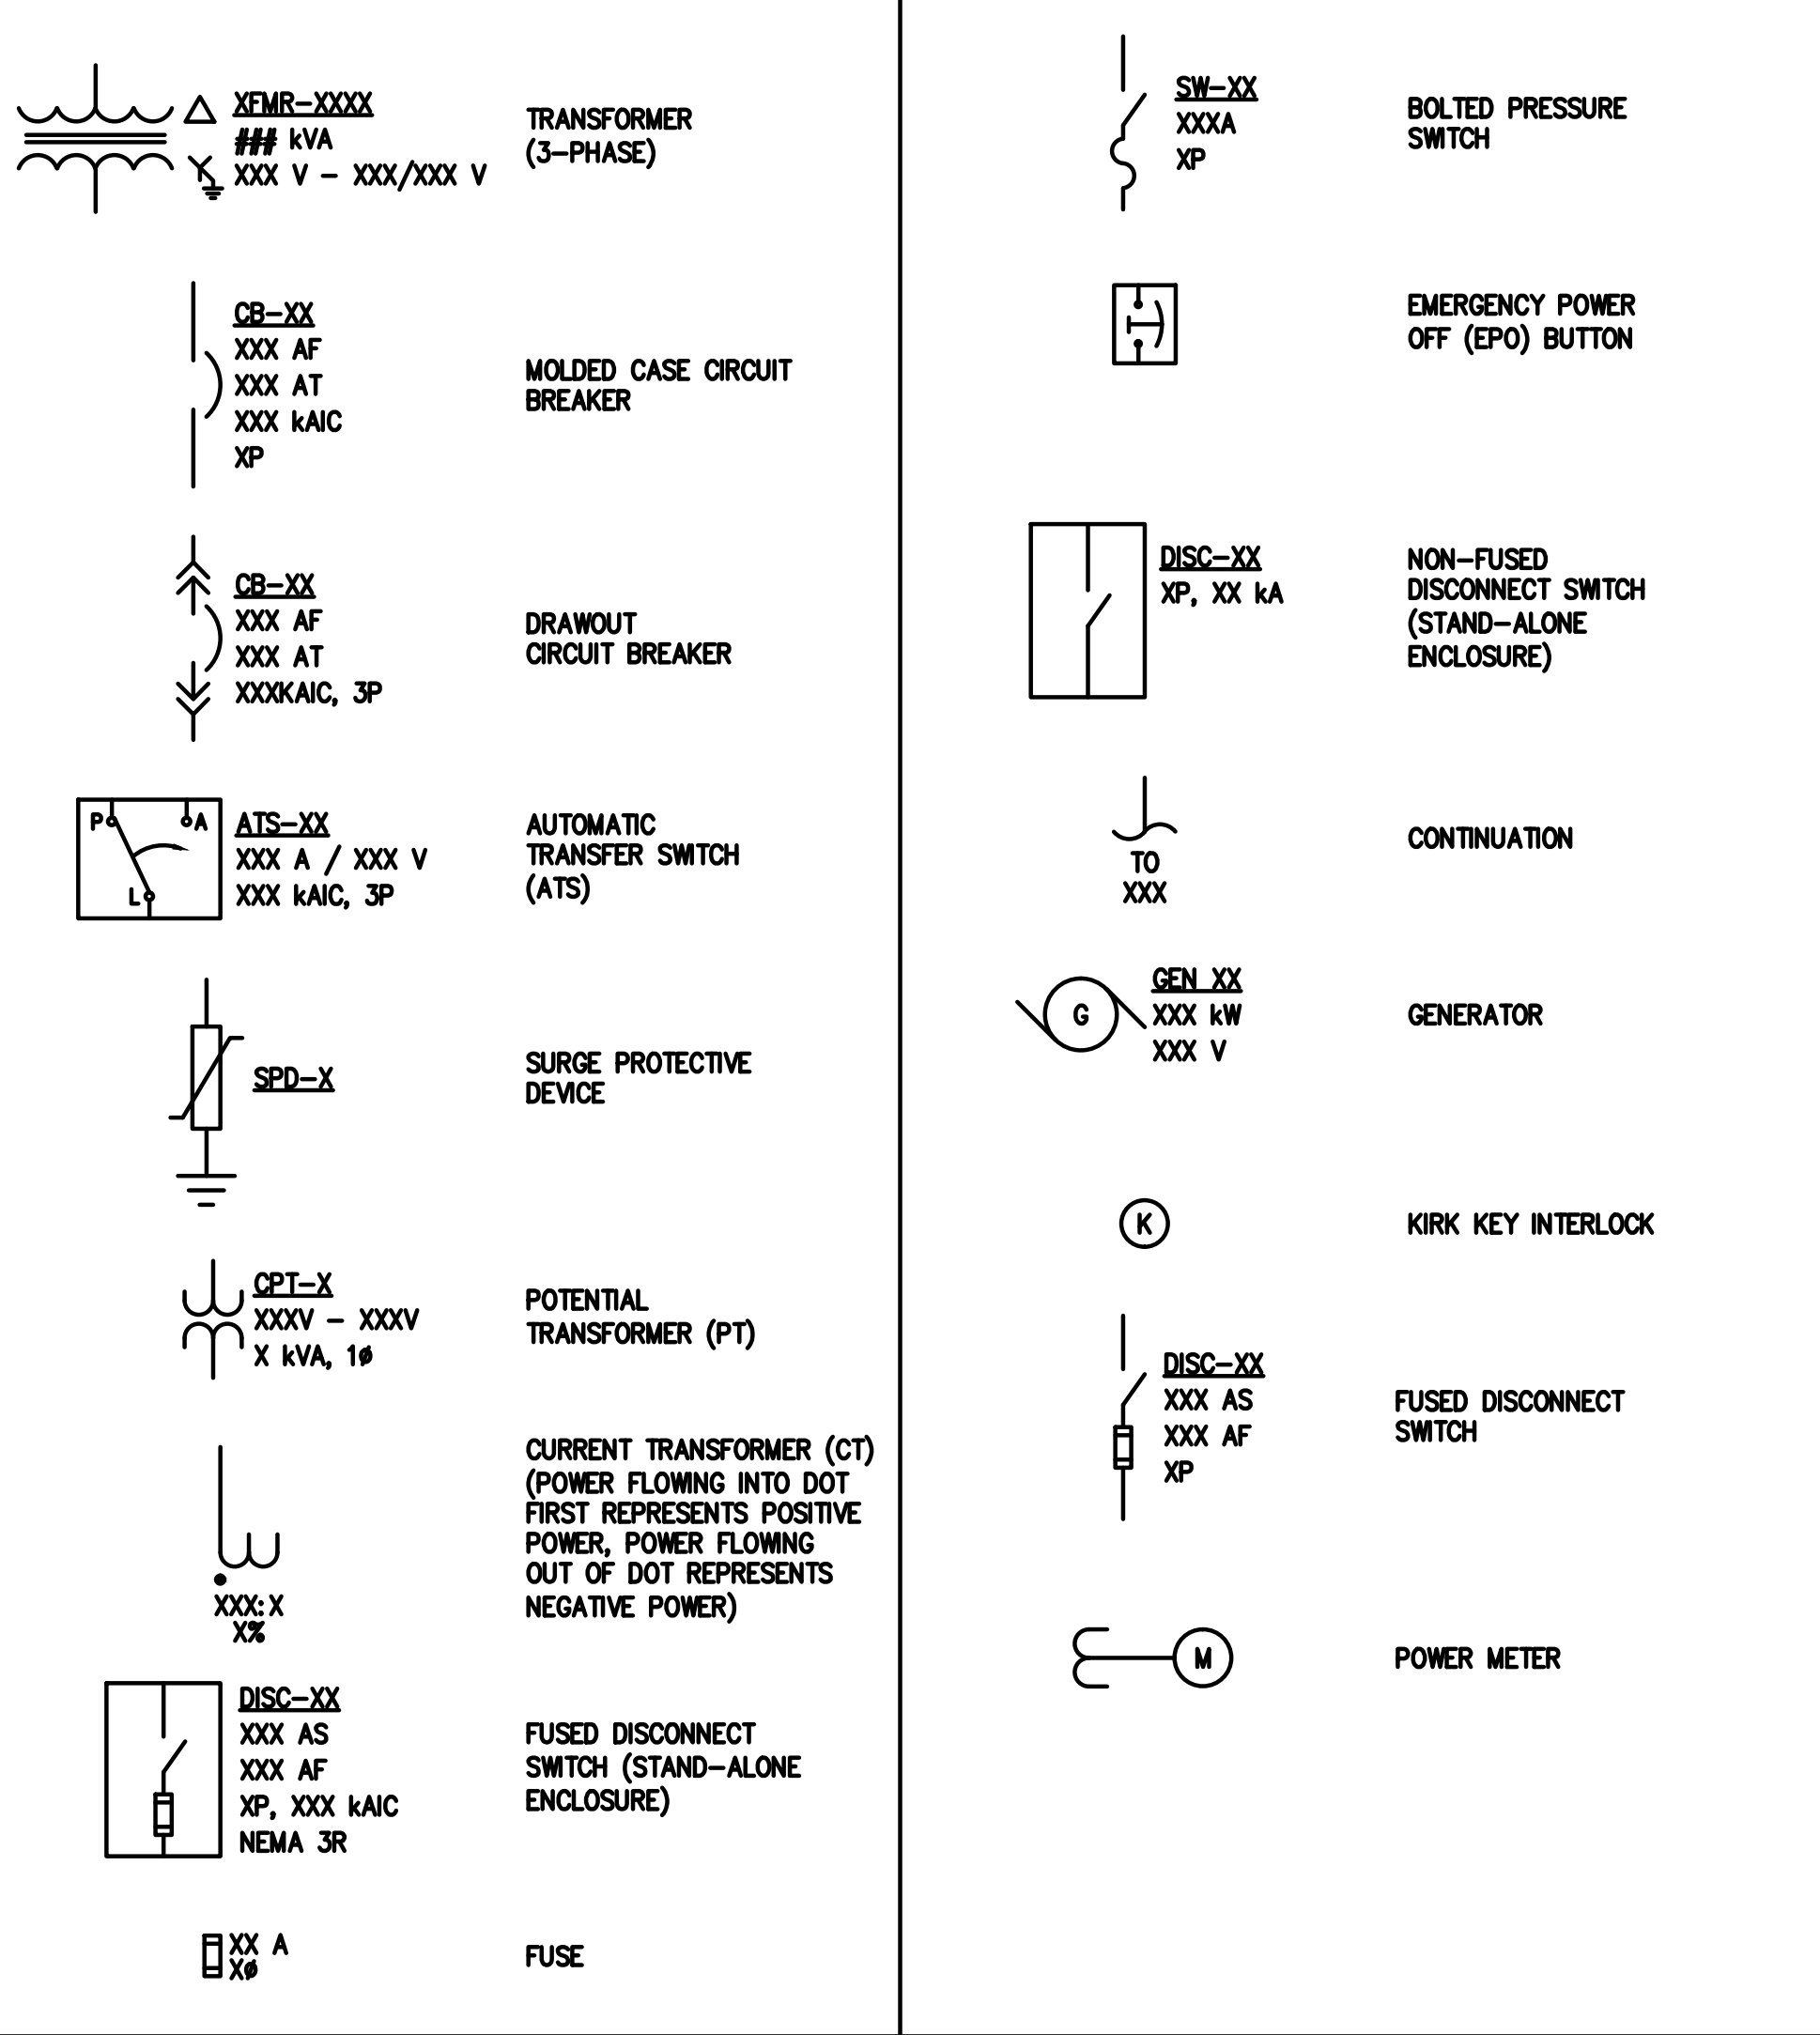 XFMR-XXXX
### kVA
XXX V - XXX/XXX V
TRANSFORMER
(3-PHASE)
CB-XX
XXX AF
XXX AT
XXX kAIC
XP
MOLDED CASE CIRCUIT
BREAKER
CB-XX
XXX AF
XXX AT
XXXKAIC, 3P
DRAWOUT
CIRCUIT BREAKER
P
A
L
ATS-XX
XXX A / XXX V
XXX kAIC, 3P
AUTOMATIC
TRANSFER SWITCH
(ATS)
SPD-X
SURGE PROTECTIVE
DEVICE
CPT-X
XXXV - XXXV
X kVA, 1ø
POTENTIAL
TRANSFORMER (PT)
XXX:X
X%
CURRENT TRANSFORMER (CT)
(POWER FLOWING INTO DOT
FIRST REPRESENTS POSITIVE
POWER, POWER FLOWING
OUT OF DOT REPRESENTS
NEGATIVE POWER)
DISC-XX
XXX AS
XXX AF
XP, XXX kAIC
NEMA 3R
FUSED DISCONNECT
SWITCH (STAND-ALONE
ENCLOSURE)
XX A
Xø
FUSE
SW-XX
XXXA
XP
BOLTED PRESSURE
SWITCH
EMERGENCY POWER
OFF (EPO) BUTTON
DISC-XX
XP, XX kA
NON-FUSED
DISCONNECT SWITCH
(STAND-ALONE
ENCLOSURE)
TO
XXX
CONTINUATION
G
GEN XX
XXX kW
XXX V
GENERATOR
K
KIRK KEY INTERLOCK
DISC-XX
XXX AS
XXX AF
XP
FUSED DISCONNECT
SWITCH
M
POWER METER